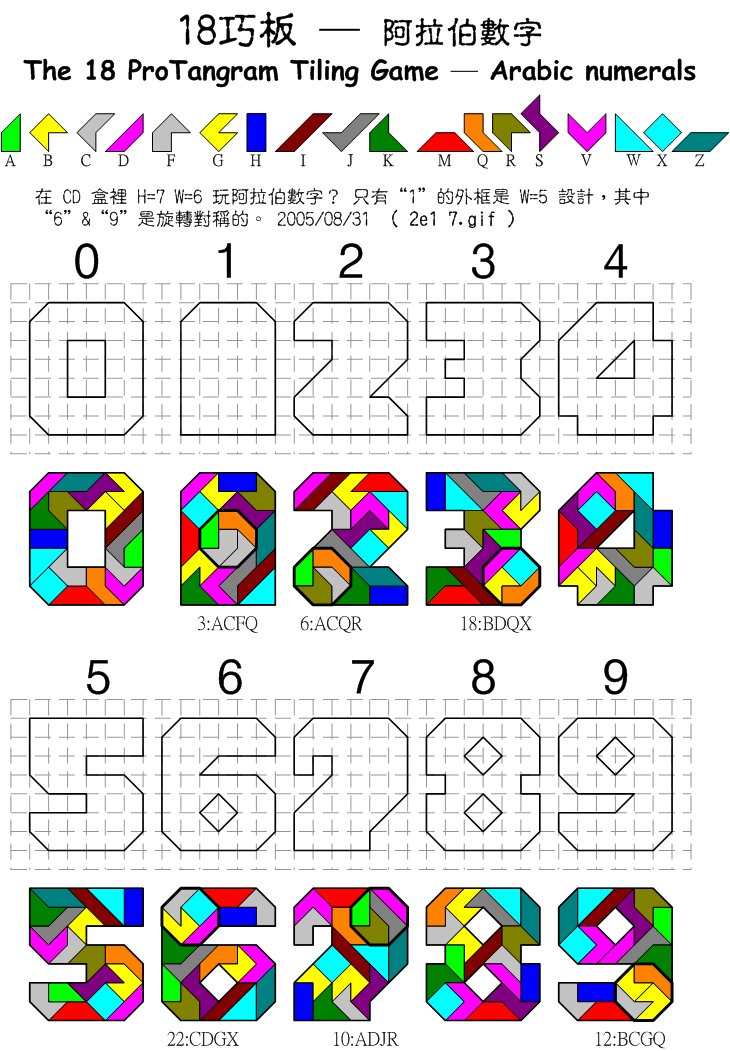 18巧板 — 阿拉伯數字
The 18 ProTangram Tiling Game — Arabic numerals
A B C D F G H I J K M Q R S V W X Z
在 CD 盒裡 H=7 W=6 玩阿拉伯數字? 只有“1”的外框是 W=5 設計,其中
“6”&“9”是旋轉對稱的。 2005/08/31 ( 2e1 7.gif )
0 1 2 3 4
3:ACFQ 6:ACQR 18:BDQX
5 6 7 8 9
22:CDGX 10:ADJR 12:BCGQ